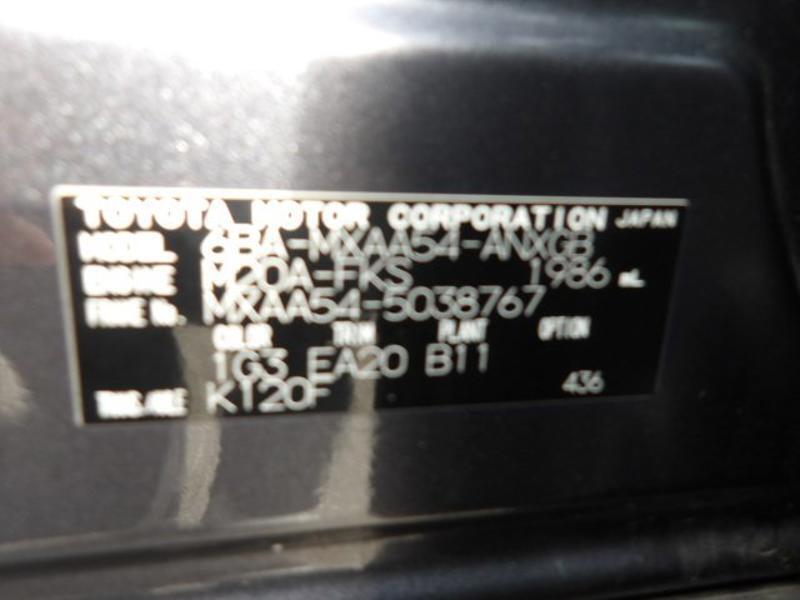 TOYOTA MOTOR CORPORATION JAPAN
MODEL 6BA-MXAA54-ANXGB
ENGINE M20A-FKS 1986 mL
FRAME No. MXAA54-5038767
COLOR TRIM PLANT OPTION
1G3 EA20 B11
TRANS/AXLE K120F 436